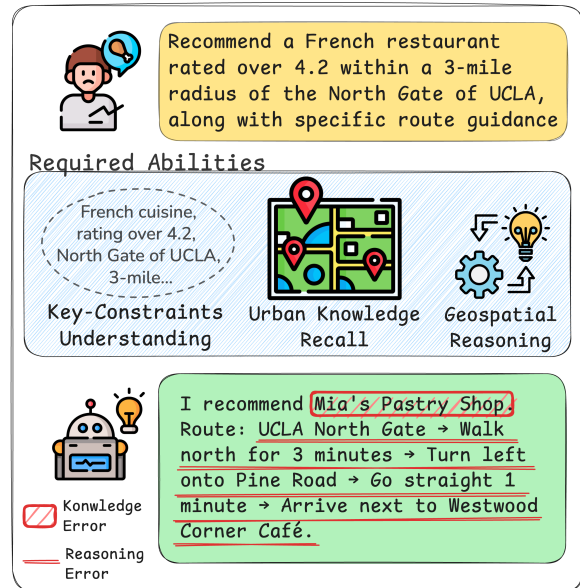 Recommend a French restaurant
rated over 4.2 within a 3-mile
radius of the North Gate of UCLA,
along with specific route guidance
Required Abilities
French cuisine,
rating over 4.2,
North Gate of UCLA,
3-mile...
Key-Constraints
Understanding
Urban Knowledge
Recall
Geospatial
Reasoning
I recommend Mia's Pastry Shop.
Route: UCLA North Gate → Walk
north for 3 minutes → Turn left
onto Pine Road → Go straight 1
minute → Arrive next to Westwood
Corner Café.
Konwledge
Error
Reasoning
Error